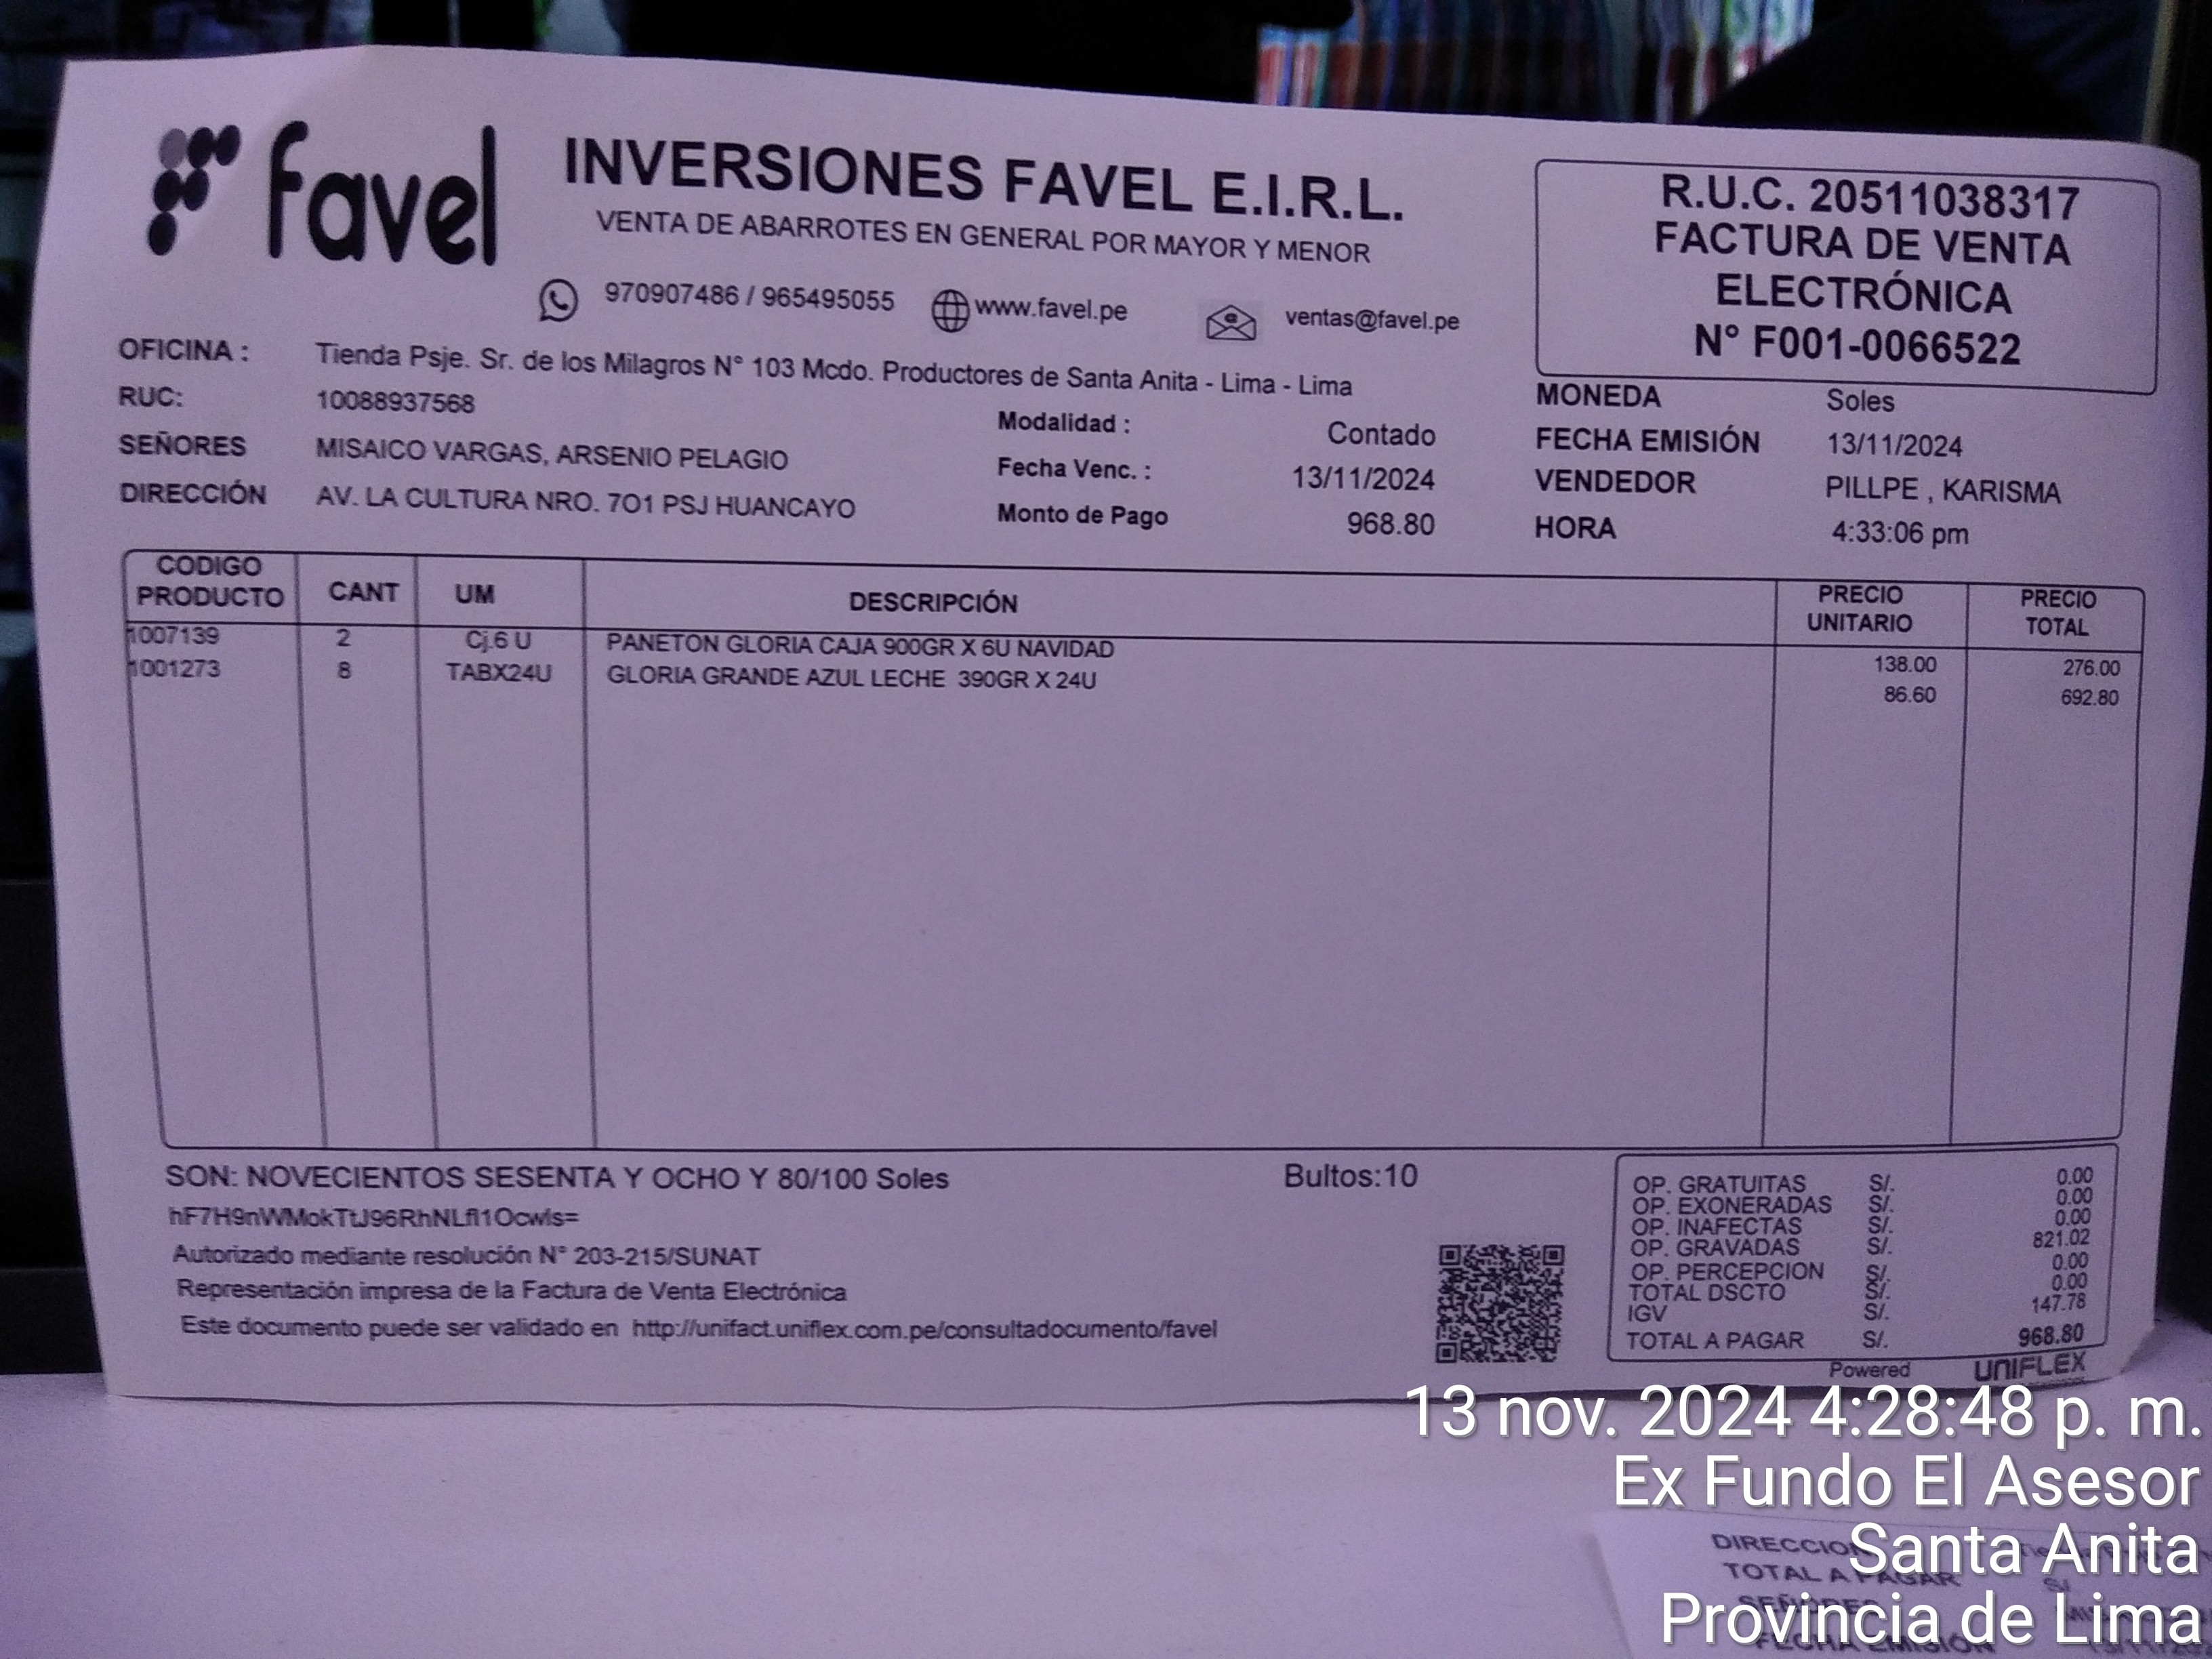 favel
INVERSIONES FAVEL E.I.R.L.
VENTA DE ABARROTES EN GENERAL POR MAYOR Y MENOR
970907486 / 965495055 www.favel.pe ventas@favel.pe
R.U.C. 20511038317
FACTURA DE VENTA
ELECTRÓNICA
N° F001-0066522
OFICINA : Tienda Psje. Sr. de los Milagros N° 103 Mcdo. Productores de Santa Anita - Lima - Lima
RUC: 10088937568
SEÑORES MISAICO VARGAS, ARSENIO PELAGIO
DIRECCIÓN AV. LA CULTURA NRO. 7O1 PSJ HUANCAYO
Modalidad : Contado
Fecha Venc. : 13/11/2024
Monto de Pago 968.80
MONEDA Soles
FECHA EMISIÓN 13/11/2024
VENDEDOR PILLPE , KARISMA
HORA 4:33:06 pm
CODIGO PRODUCTO CANT UM DESCRIPCIÓN PRECIO UNITARIO PRECIO TOTAL
1007139 2 Cj.6 U PANETON GLORIA CAJA 900GR X 6U NAVIDAD 138.00 276.00
1001273 8 TABX24U GLORIA GRANDE AZUL LECHE 390GR X 24U 86.60 692.80
SON: NOVECIENTOS SESENTA Y OCHO Y 80/100 Soles Bultos:10
Autorizado mediante resolución N° 203-215/SUNAT
Representación impresa de la Factura de Venta Electrónica
Este documento puede ser validado en http://unifact.uniflex.com.pe/consultadocumento/favel
OP. GRATUITAS S/. 0.00
OP. EXONERADAS S/. 0.00
OP. INAFECTAS S/. 0.00
OP. GRAVADAS S/. 821.02
OP. PERCEPCION S/. 0.00
TOTAL DSCTO S/. 0.00
IGV S/. 147.78
TOTAL A PAGAR S/. 968.80
Powered UNIFLEX
13 nov. 2024 4:28:48 p. m.
Ex Fundo El Asesor
Santa Anita
Provincia de Lima
DIRECCION
TOTAL A PAGAR
SEÑORES
FECHA EMISIÓN